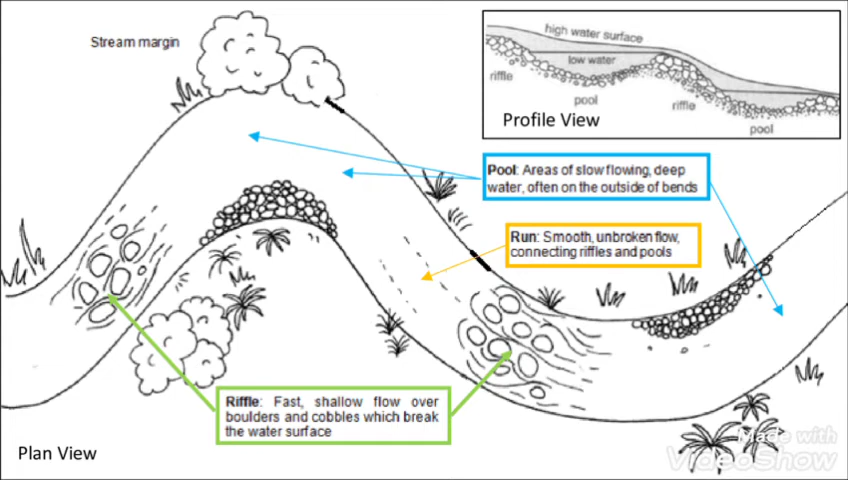 Stream margin
high water surface
low water
riffle
pool
riffle
pool
Profile View
Pool: Areas of slow flowing, deep
water, often on the outside of bends
Run: Smooth, unbroken flow,
connecting riffles and pools
Riffle: Fast, shallow flow over
boulders and cobbles which break
the water surface
Plan View
Made with
VideoShow